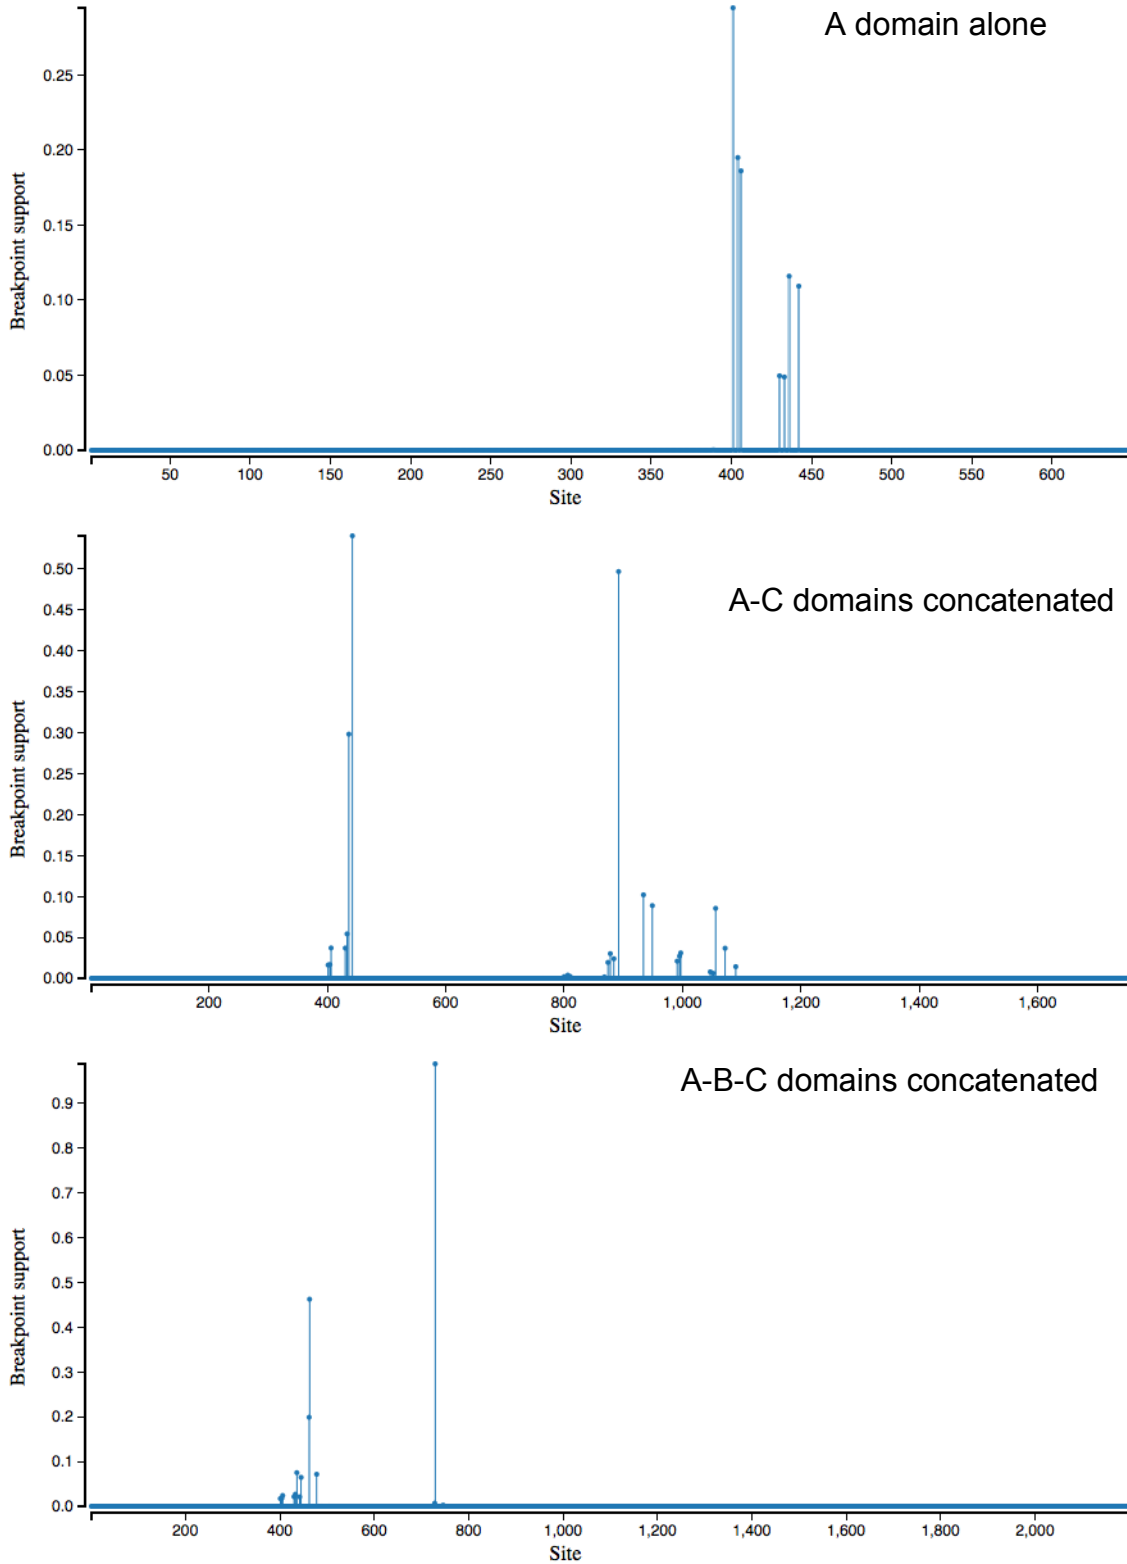 A domain alone
0.25
0.20
0.15
0.10
0.05
0.00
Breakpoint support
50 100 150 200 250 300 350 400 450 500 550 600
Site
A-C domains concatenated
0.50
0.45
0.40
0.35
0.30
0.25
0.20
0.15
0.10
0.05
0.00
Breakpoint support
200 400 600 800 1,000 1,200 1,400 1,600
Site
A-B-C domains concatenated
0.9
0.8
0.7
0.6
0.5
0.4
0.3
0.2
0.1
0.0
Breakpoint support
200 400 600 800 1,000 1,200 1,400 1,600 1,800 2,000
Site